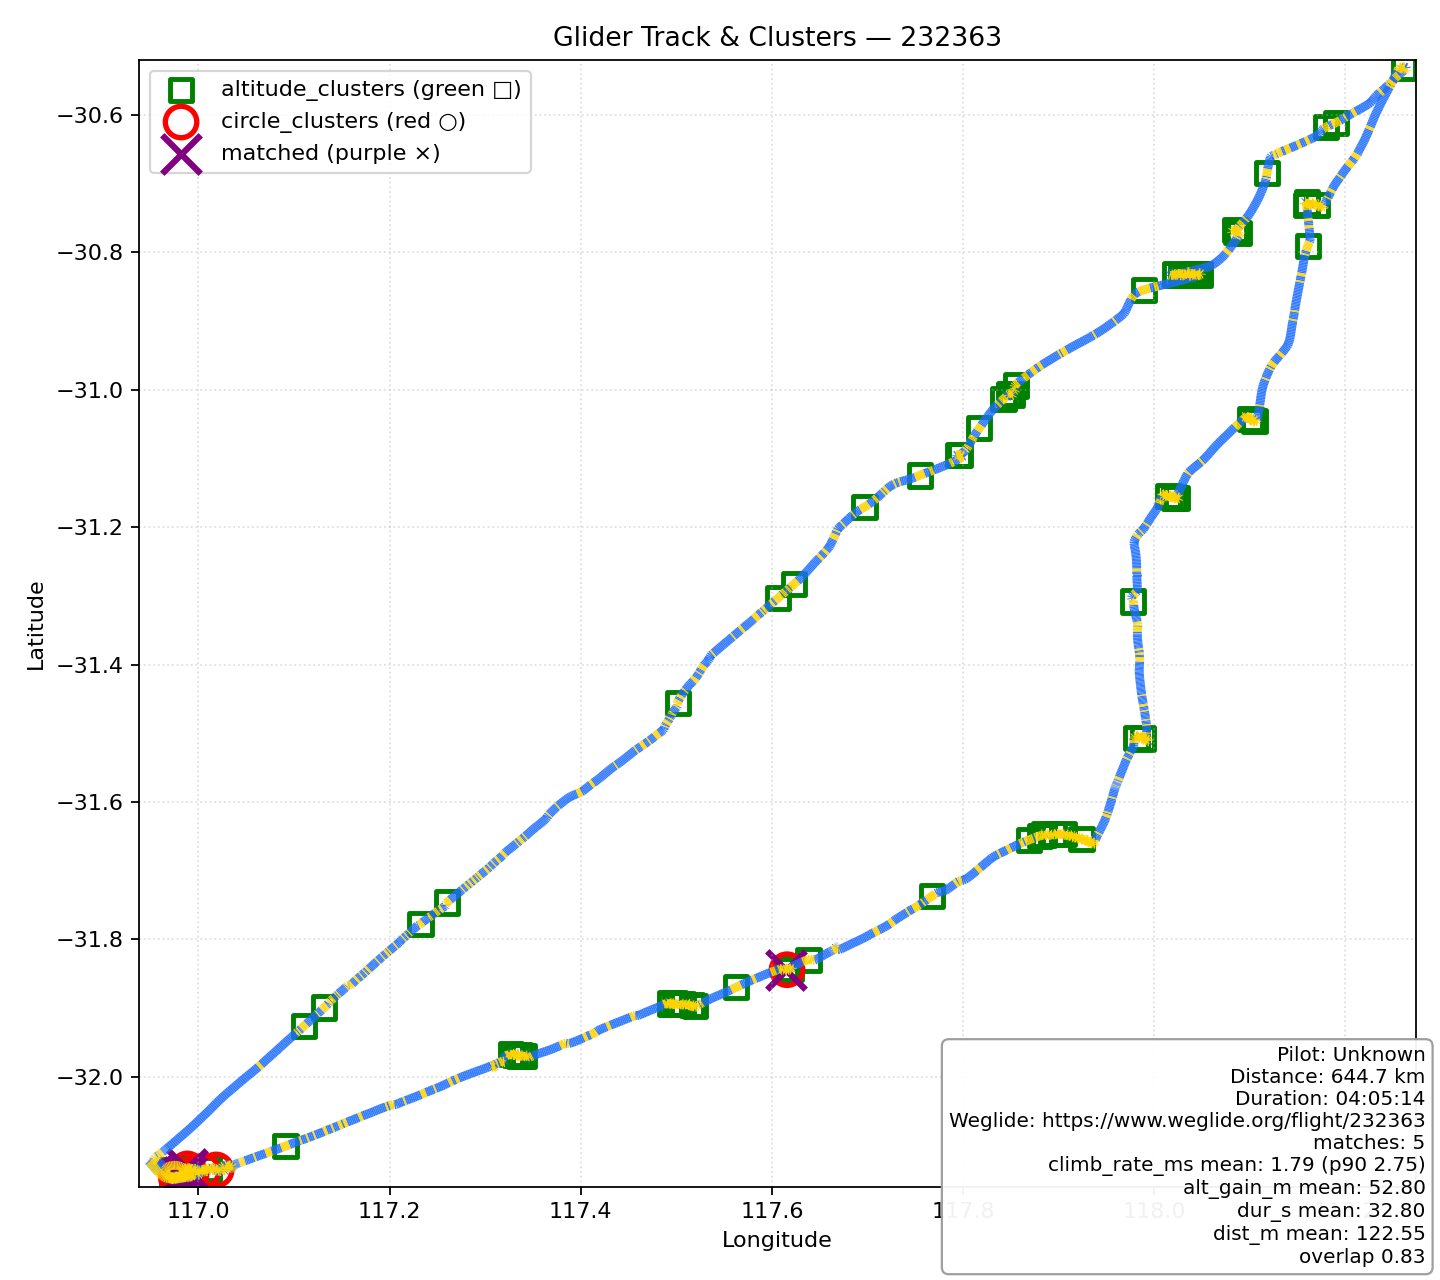 Glider Track & Clusters — 232363
altitude_clusters (green □)
circle_clusters (red ○)
matched (purple ×)
−30.6
−30.8
−31.0
−31.2
−31.4
−31.6
−31.8
−32.0
Latitude
117.0
117.2
117.4
117.6
117.8
118.0
Longitude
Pilot: Unknown
Distance: 644.7 km
Duration: 04:05:14
Weglide: https://www.weglide.org/flight/232363
matches: 5
climb_rate_ms mean: 1.79 (p90 2.75)
alt_gain_m mean: 52.80
dur_s mean: 32.80
dist_m mean: 122.55
overlap 0.83